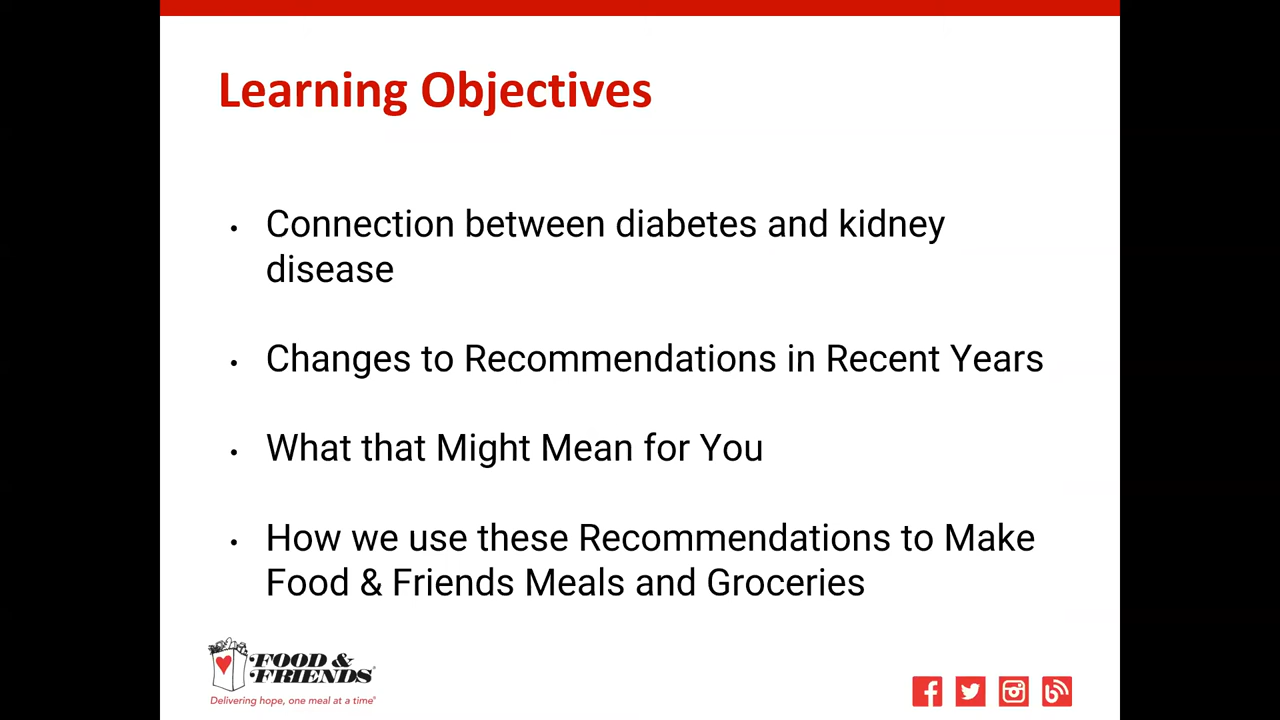 Learning Objectives
• Connection between diabetes and kidney
disease
• Changes to Recommendations in Recent Years
• What that Might Mean for You
• How we use these Recommendations to Make
Food & Friends Meals and Groceries
FOOD &
FRIENDS®
Delivering hope, one meal at a time®